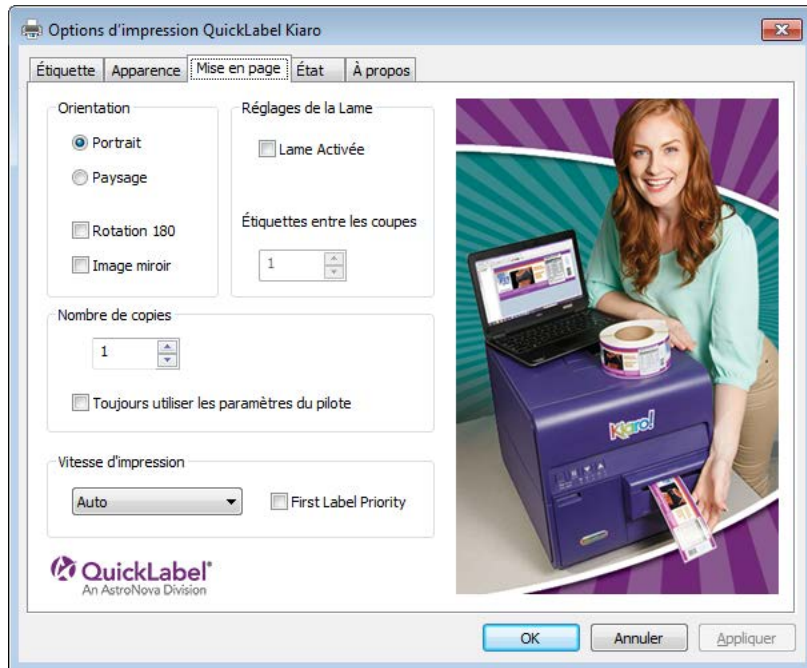 Options d'impression QuickLabel Kiaro
Étiquette
Apparence
Mise en page
État
À propos
Orientation
Portrait
Paysage
Rotation 180
Image miroir
Réglages de la Lame
Lame Activée
Étiquettes entre les coupes
1
Nombre de copies
1
Toujours utiliser les paramètres du pilote
Vitesse d'impression
Auto
First Label Priority
QuickLabel®
An AstroNova Division
Kiaro!
OK
Annuler
Appliquer